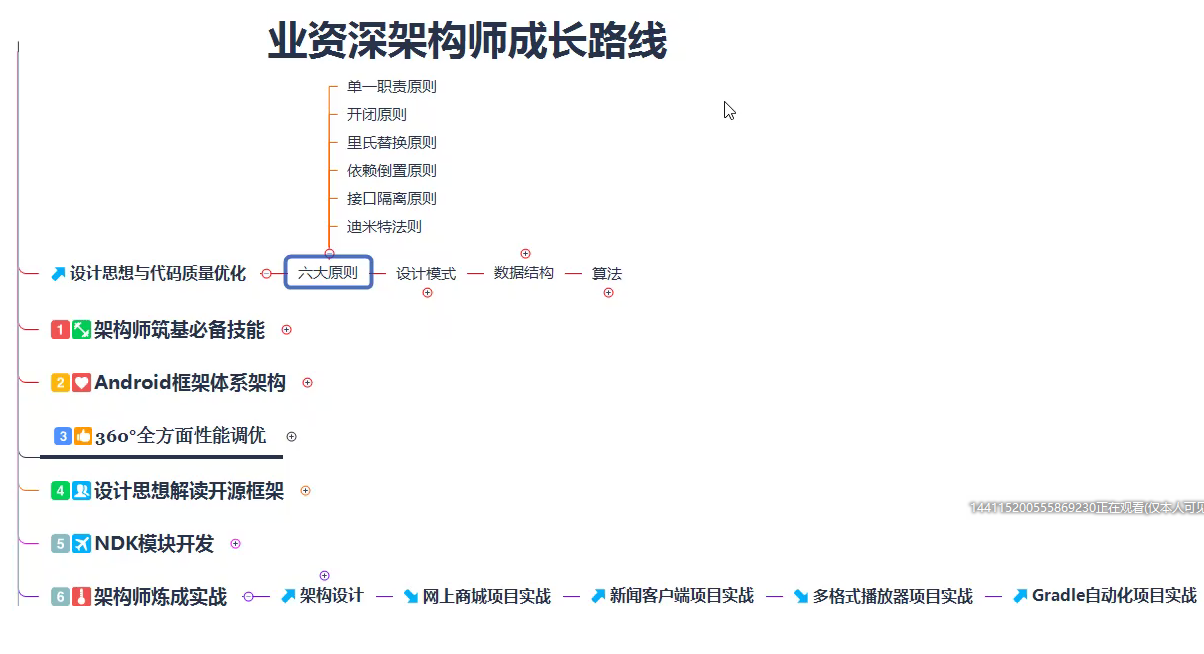 业资深架构师成长路线
单一职责原则
开闭原则
里氏替换原则
依赖倒置原则
接口隔离原则
迪米特法则
设计思想与代码质量优化 六大原则 设计模式 数据结构 算法
1 架构师筑基必备技能
2 Android框架体系架构
3 360°全方面性能调优
4 设计思想解读开源框架
144115200555869230正在观看(仅本人可见
5 NDK模块开发
6 架构师炼成实战 架构设计 网上商城项目实战 新闻客户端项目实战 多格式播放器项目实战 Gradle自动化项目实战